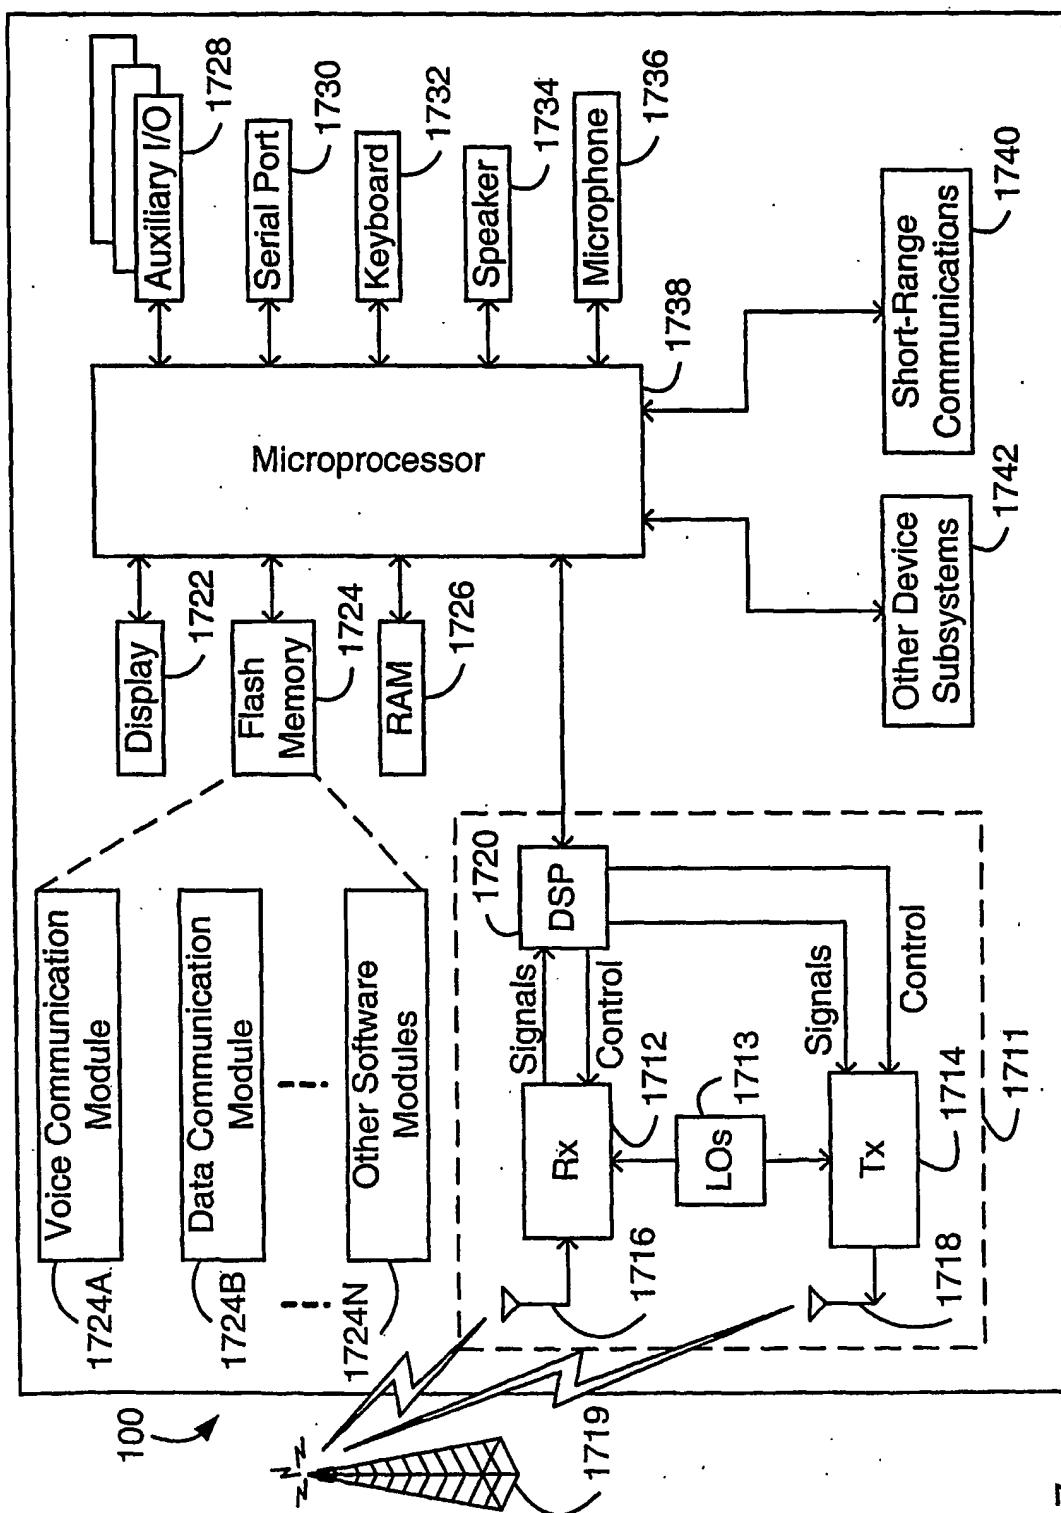 100
1719
1724A
Voice Communication
Module
1724B
Data Communication
Module
1724N
Other Software
Modules
Display
1722
Flash
Memory
1724
RAM
1726
Microprocessor
1738
Auxiliary I/O
1728
Serial Port
1730
Keyboard
1732
Speaker
1734
Microphone
1736
Short-Range
Communications
1740
Other Device
Subsystems
1742
1720
DSP
Signals
Control
Rx
1712
1716
LOs
1713
Signals
Control
Tx
1714
1718
1711